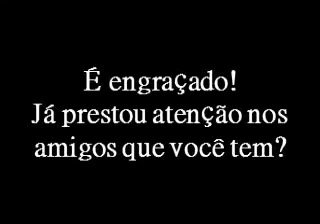 É engraçado!
Já prestou atenção nos
amigos que você tem?